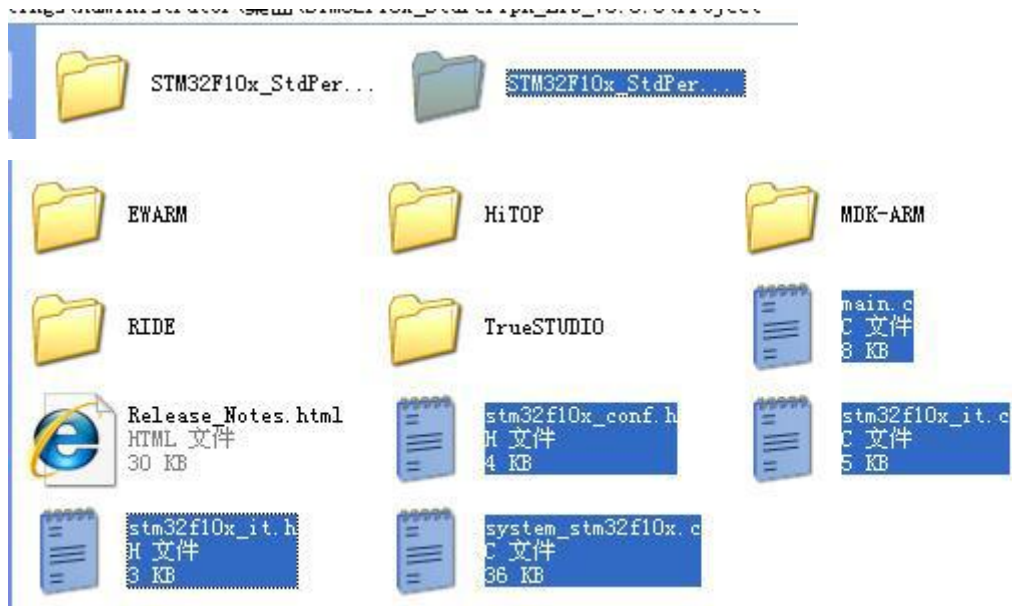 STM32F10x_StdPer...
STM32F10x_StdPer...
EWARM
HiTOP
MDK-ARM
RIDE
TrueSTUDIO
main.c
C 文件
8 KB
Release_Notes.html
HTML 文件
30 KB
stm32f10x_conf.h
H 文件
4 KB
stm32f10x_it.c
C 文件
5 KB
stm32f10x_it.h
H 文件
3 KB
system_stm32f10x.c
C 文件
36 KB